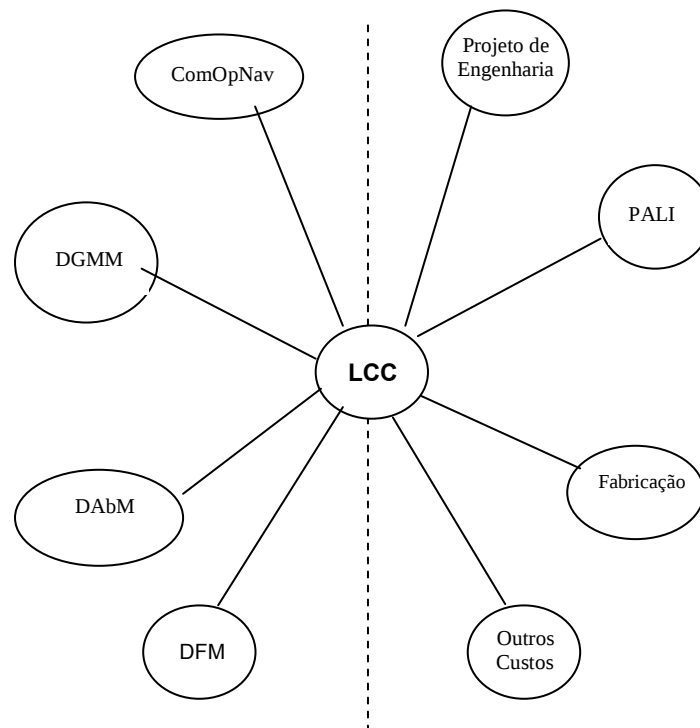 ComOpNav
Projeto de
Engenharia
DGMM
PALI
LCC
DAbM
Fabricação
DFM
Outros
Custos